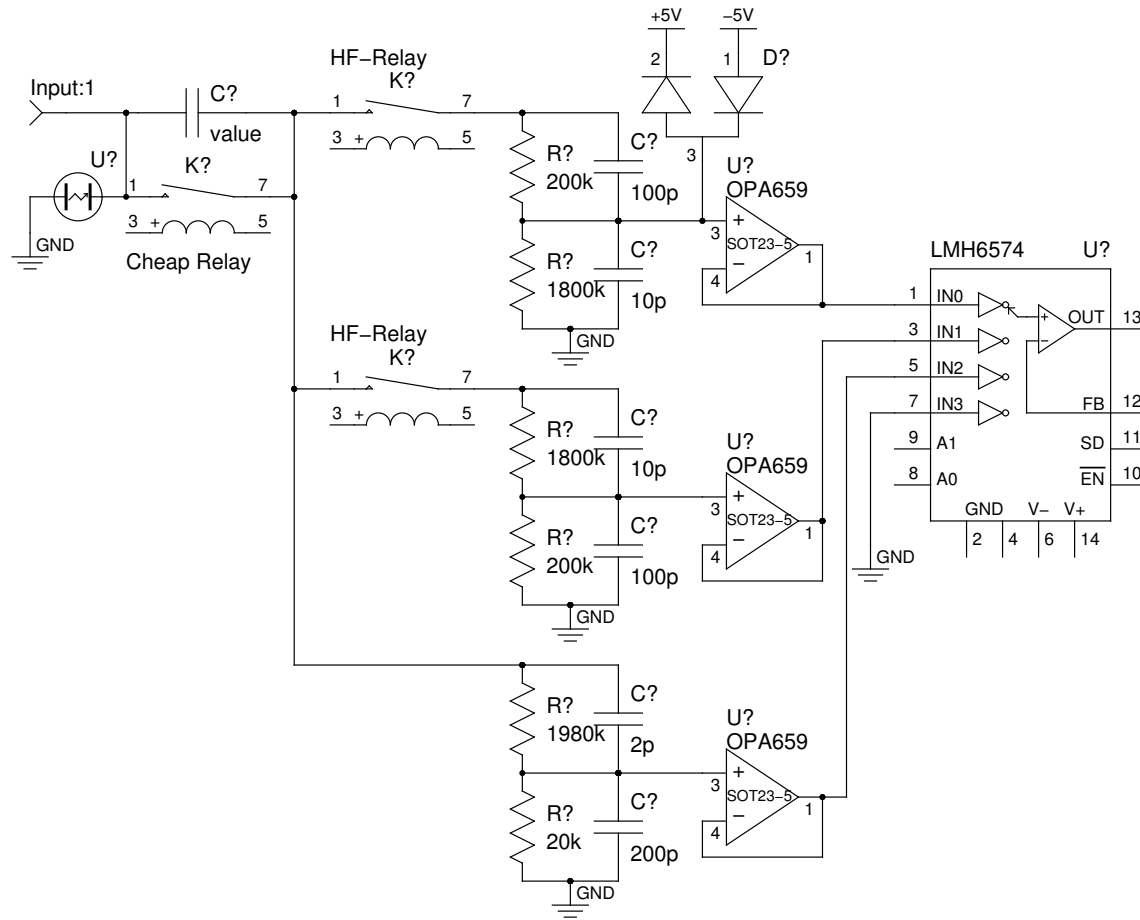 +5V
−5V
2
1
D?
HF−Relay
K?
Input:1
C?
value
1
7
3 +
5
3
U?
K?
1
7
3 +
5
GND
Cheap Relay
R?
200k
C?
100p
U?
OPA659
+
3
SOT23−5
1
−
4
R?
1800k
C?
10p
GND
HF−Relay
K?
1
7
3 +
5
R?
1800k
C?
10p
U?
OPA659
+
3
SOT23−5
1
−
4
R?
200k
C?
100p
GND
R?
1980k
C?
2p
U?
OPA659
+
3
SOT23−5
1
−
4
R?
20k
C?
200p
GND
LMH6574
U?
1
IN0
+
−
OUT
13
3
IN1
5
IN2
7
IN3
FB
12
9
A1
SD
11
8
A0
EN
10
GND
V−
V+
2
4
6
14
GND